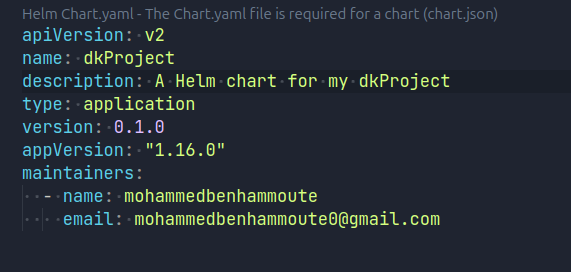 Helm Chart.yaml - The Chart.yaml file is required for a chart (chart.json)
apiVersion: v2
name: dkProject
description: A Helm chart for my dkProject
type: application
version: 0.1.0
appVersion: "1.16.0"
maintainers:
  - name: mohammedbenhammoute
    email: mohammedbenhammoute0@gmail.com